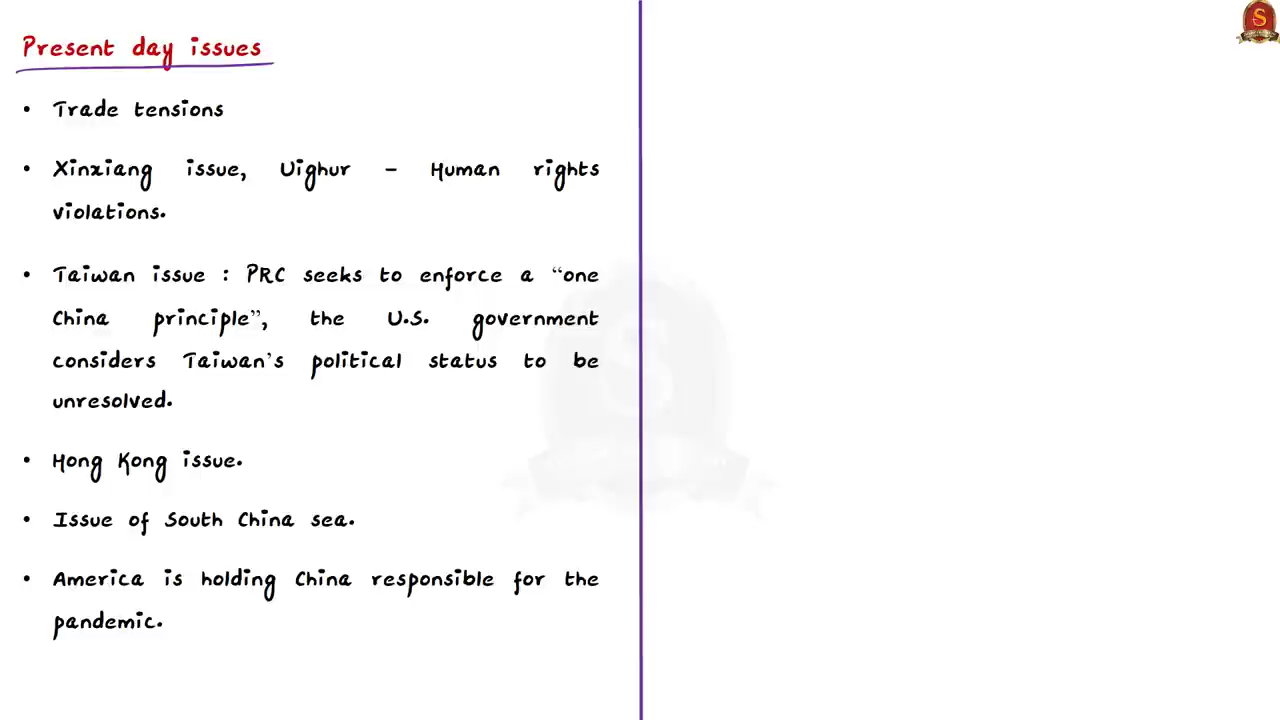 Present day issues
• Trade tensions
• Xinxiang issue, Uighur – Human rights
violations.
• Taiwan issue : PRC seeks to enforce a “one
China principle”, the U.S. government
considers Taiwan’s political status to be
unresolved.
• Hong Kong issue.
• Issue of South China sea.
• America is holding China responsible for the
pandemic.
S